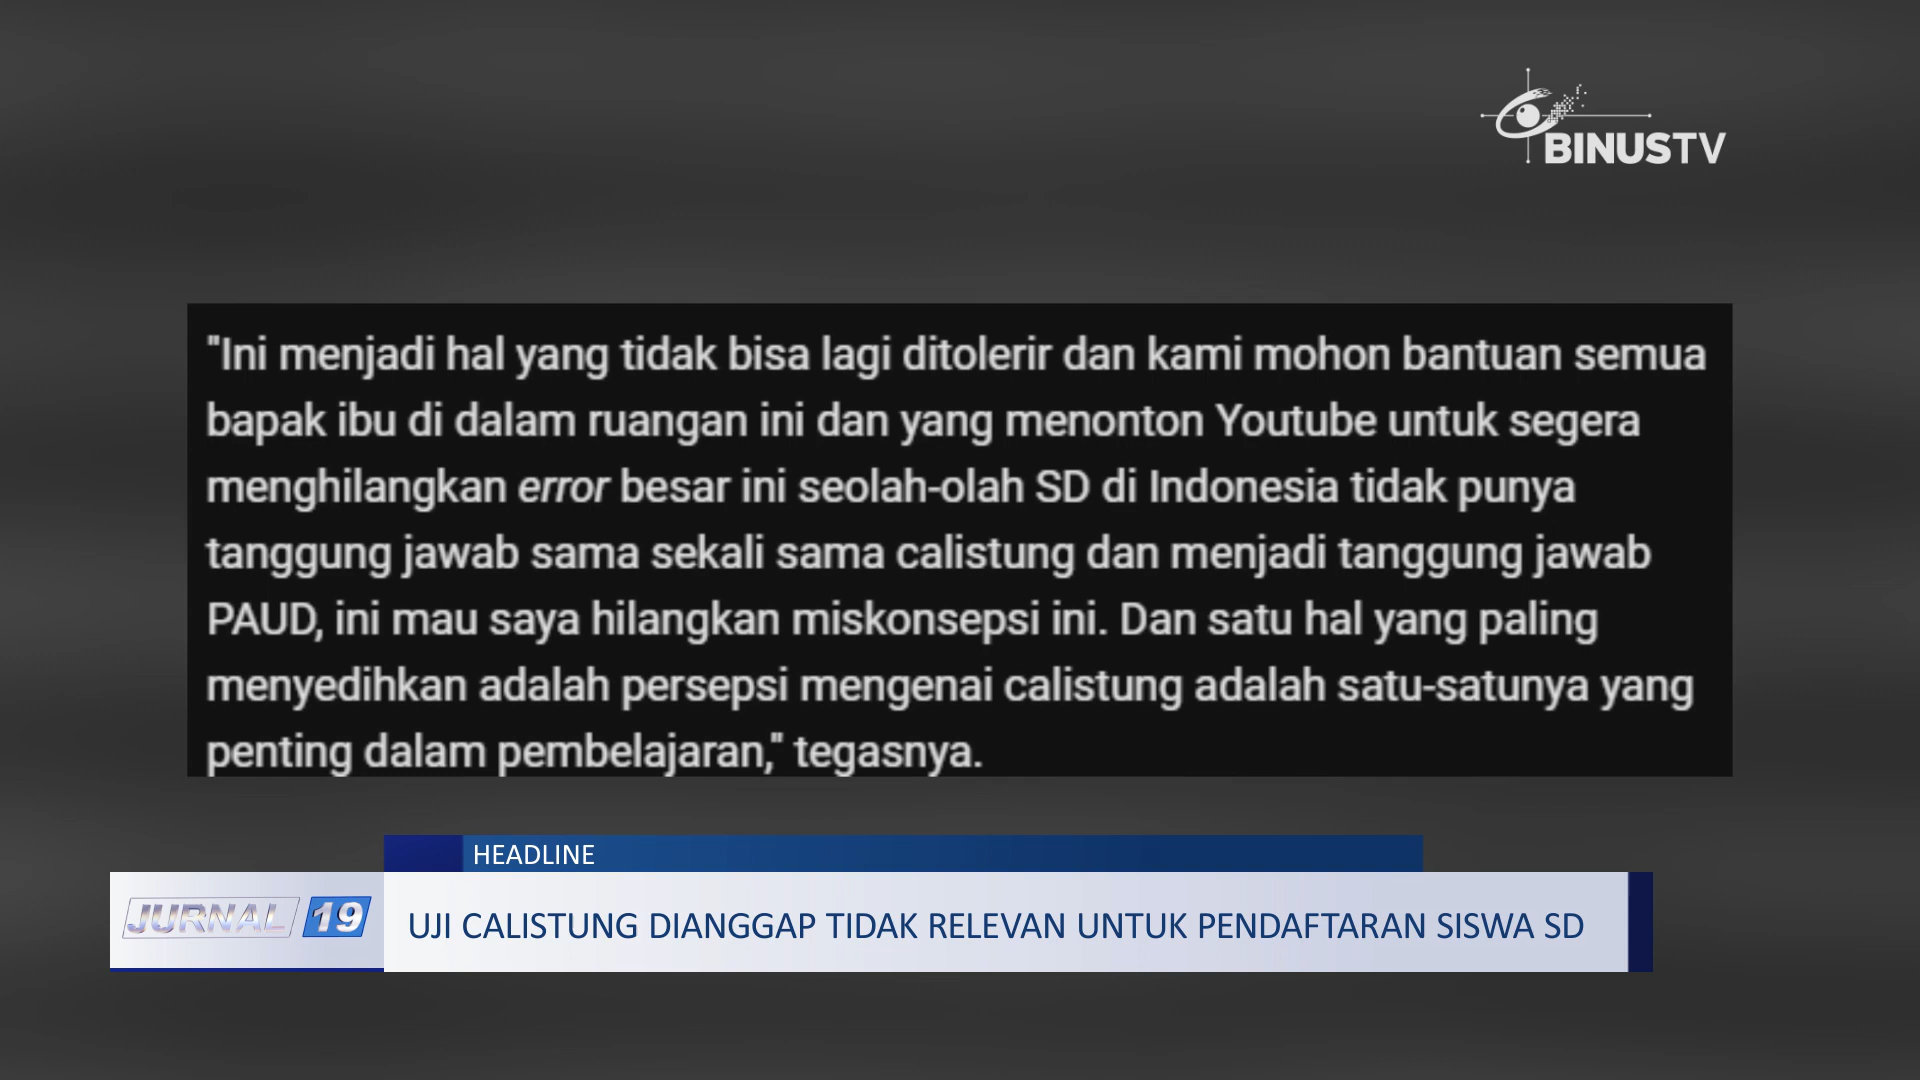 BINUSTV
"Ini menjadi hal yang tidak bisa lagi ditolerir dan kami mohon bantuan semua
bapak ibu di dalam ruangan ini dan yang menonton Youtube untuk segera
menghilangkan error besar ini seolah-olah SD di Indonesia tidak punya
tanggung jawab sama sekali sama calistung dan menjadi tanggung jawab
PAUD, ini mau saya hilangkan miskonsepsi ini. Dan satu hal yang paling
menyedihkan adalah persepsi mengenai calistung adalah satu-satunya yang
penting dalam pembelajaran," tegasnya.
HEADLINE
JURNAL 19
UJI CALISTUNG DIANGGAP TIDAK RELEVAN UNTUK PENDAFTARAN SISWA SD